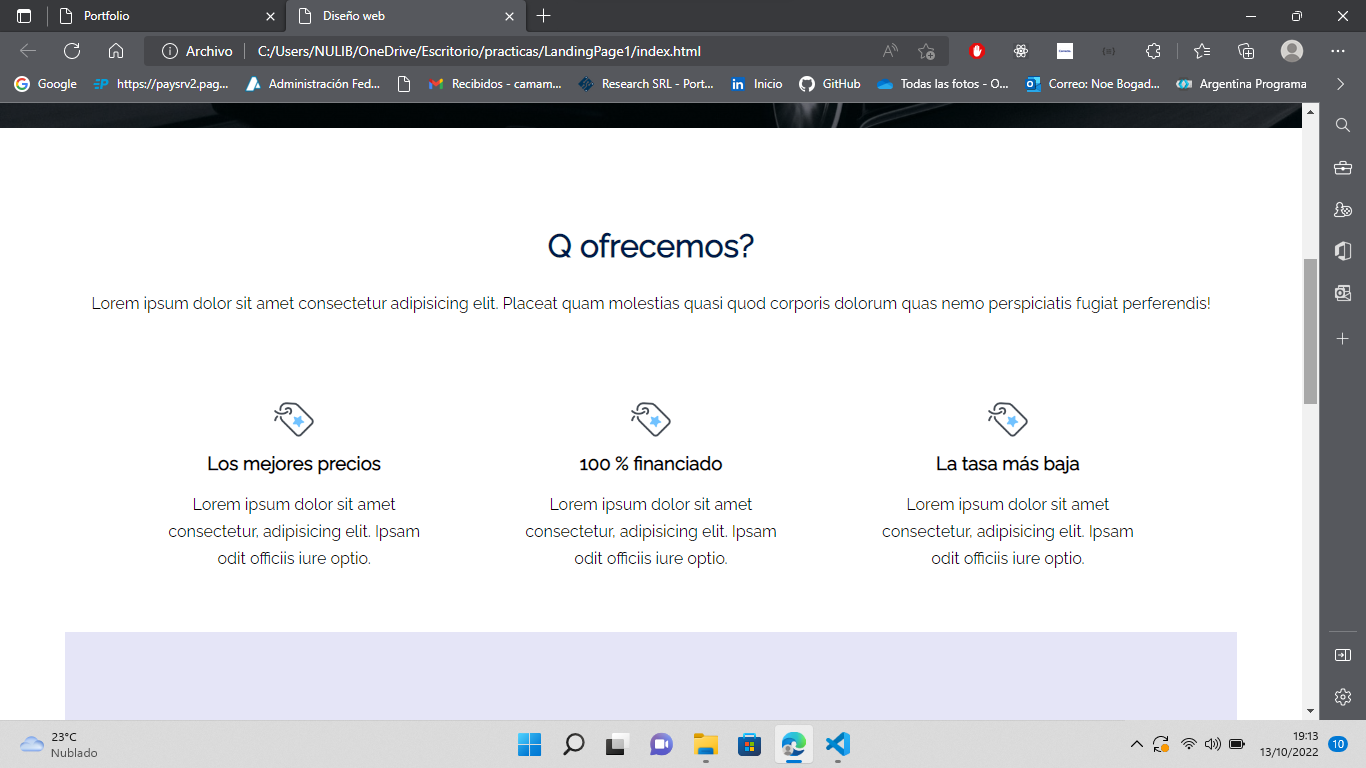 Portfolio
Diseño web
Archivo
C:/Users/NULIB/OneDrive/Escritorio/practicas/LandingPage1/index.html
Google
https://paysrv2.pag...
Administración Fed...
Recibidos - camam...
Research SRL - Port...
Inicio
GitHub
Todas las fotos - O...
Correo: Noe Bogad...
Argentina Programa
Q ofrecemos?
Lorem ipsum dolor sit amet consectetur adipisicing elit. Placeat quam molestias quasi quod corporis dolorum quas nemo perspiciatis fugiat perferendis!
Los mejores precios
Lorem ipsum dolor sit amet
consectetur, adipisicing elit. Ipsam
odit officiis iure optio.
100 % financiado
Lorem ipsum dolor sit amet
consectetur, adipisicing elit. Ipsam
odit officiis iure optio.
La tasa más baja
Lorem ipsum dolor sit amet
consectetur, adipisicing elit. Ipsam
odit officiis iure optio.
23°C
Nublado
19:13
13/10/2022
10